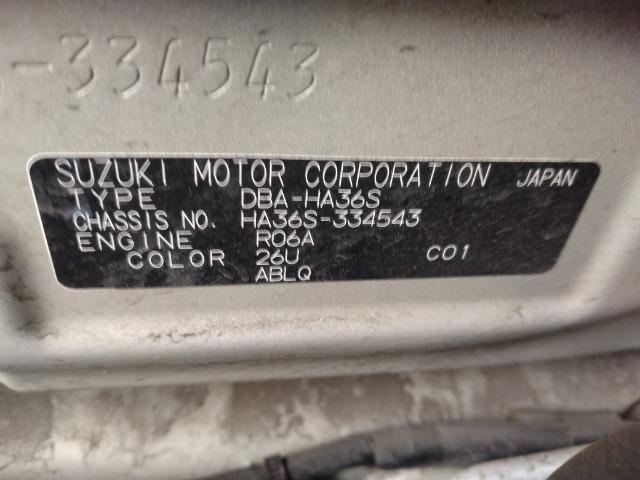 -334543
SUZUKI MOTOR CORPORATION JAPAN
TYPE DBA-HA36S
CHASSIS NO. HA36S-334543
ENGINE R06A
COLOR 26U C01
ABLQ